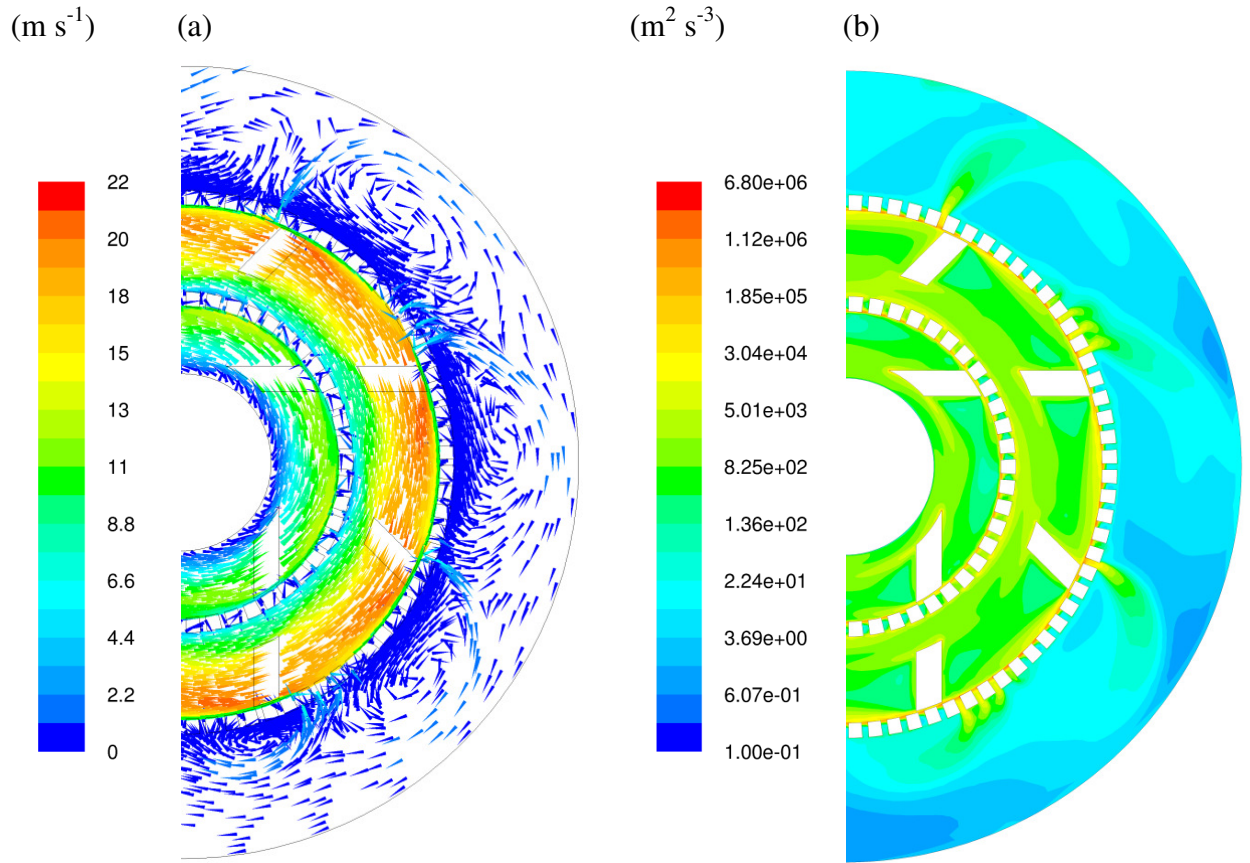 (m s⁻¹) (a) (m² s⁻³) (b)
22 6.80e+06
20 1.12e+06
18 1.85e+05
15 3.04e+04
13 5.01e+03
11 8.25e+02
8.8 1.36e+02
6.6 2.24e+01
4.4 3.69e+00
2.2 6.07e-01
0 1.00e-01